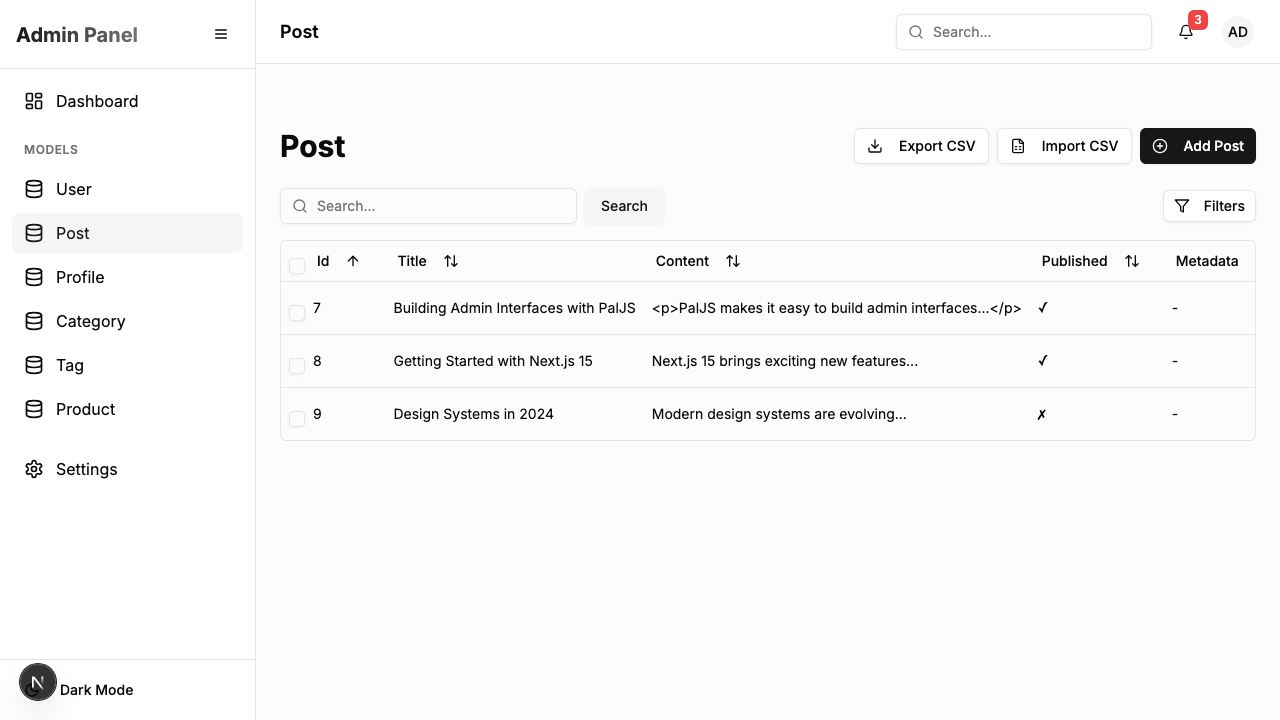 Admin Panel
Dashboard
MODELS
User
Post
Profile
Category
Tag
Product
Settings
N
Dark Mode
Post
Search...
3
AD
Post
Export CSV
Import CSV
Add Post
Search...
Search
Filters
Id Title Content Published Metadata
7 Building Admin Interfaces with PalJS <p>PalJS makes it easy to build admin interfaces...</p> ✓ -
8 Getting Started with Next.js 15 Next.js 15 brings exciting new features... ✓ -
9 Design Systems in 2024 Modern design systems are evolving... ✗ -